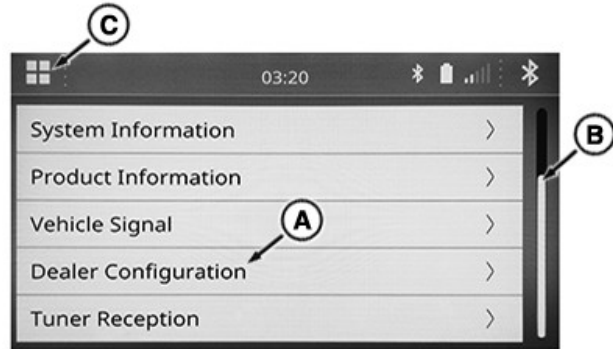 C
03:20
System Information
Product Information
B
Vehicle Signal
A
Dealer Configuration
Tuner Reception